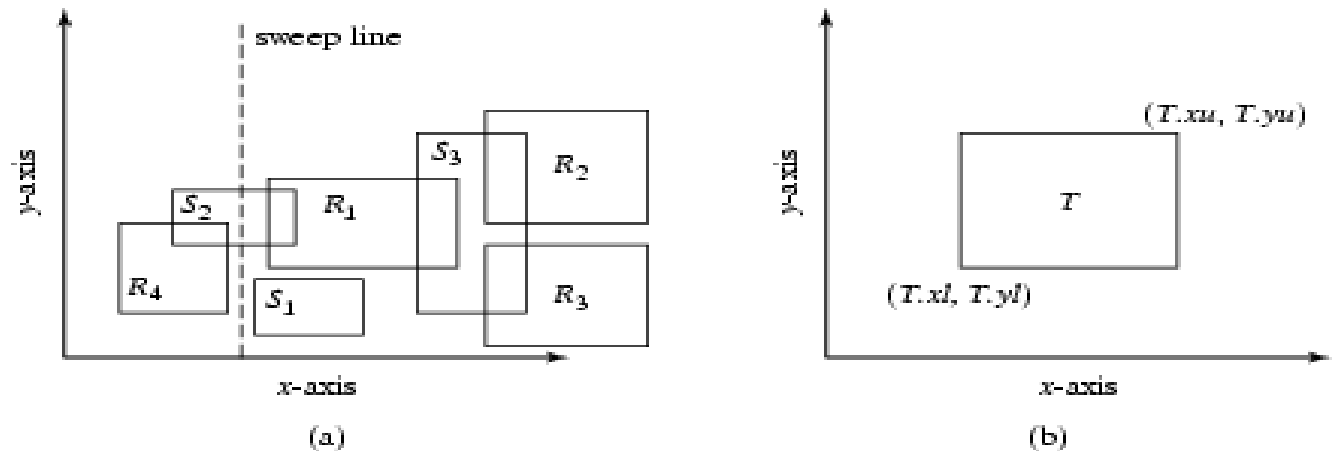 sweep line
S₃
R₂
S₂
R₁
R₄
S₁
R₃
y-axis
x-axis
(a)
(T.xu, T.yu)
T
(T.xl, T.yl)
y-axis
x-axis
(b)